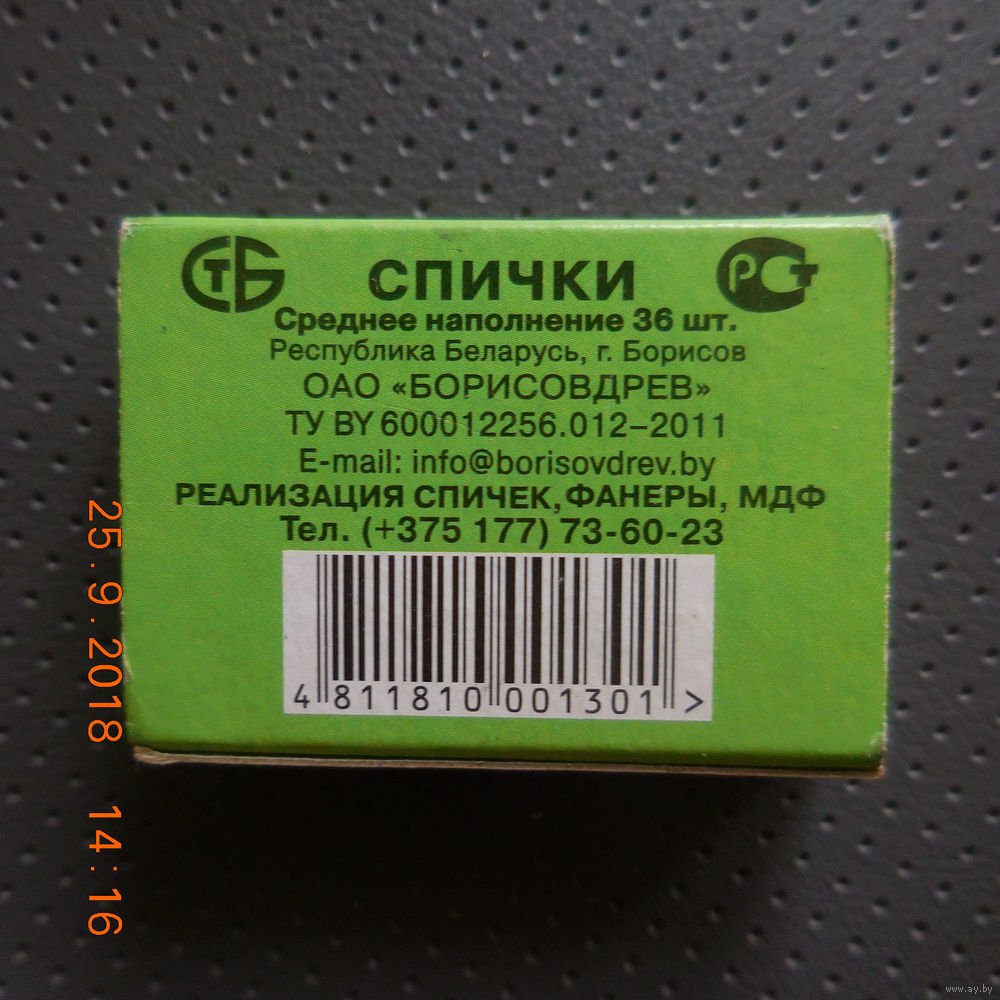 СТБ СПИЧКИ РСТ
Среднее наполнение 36 шт.
Республика Беларусь, г. Борисов
ОАО «БОРИСОВДРЕВ»
ТУ BY 600012256.012–2011
E-mail: info@borisovdrev.by
РЕАЛИЗАЦИЯ СПИЧЕК, ФАНЕРЫ, МДФ
Тел. (+375 177) 73-60-23
4 811810 001301 >
25.9.2018 14:16
www.ay.by